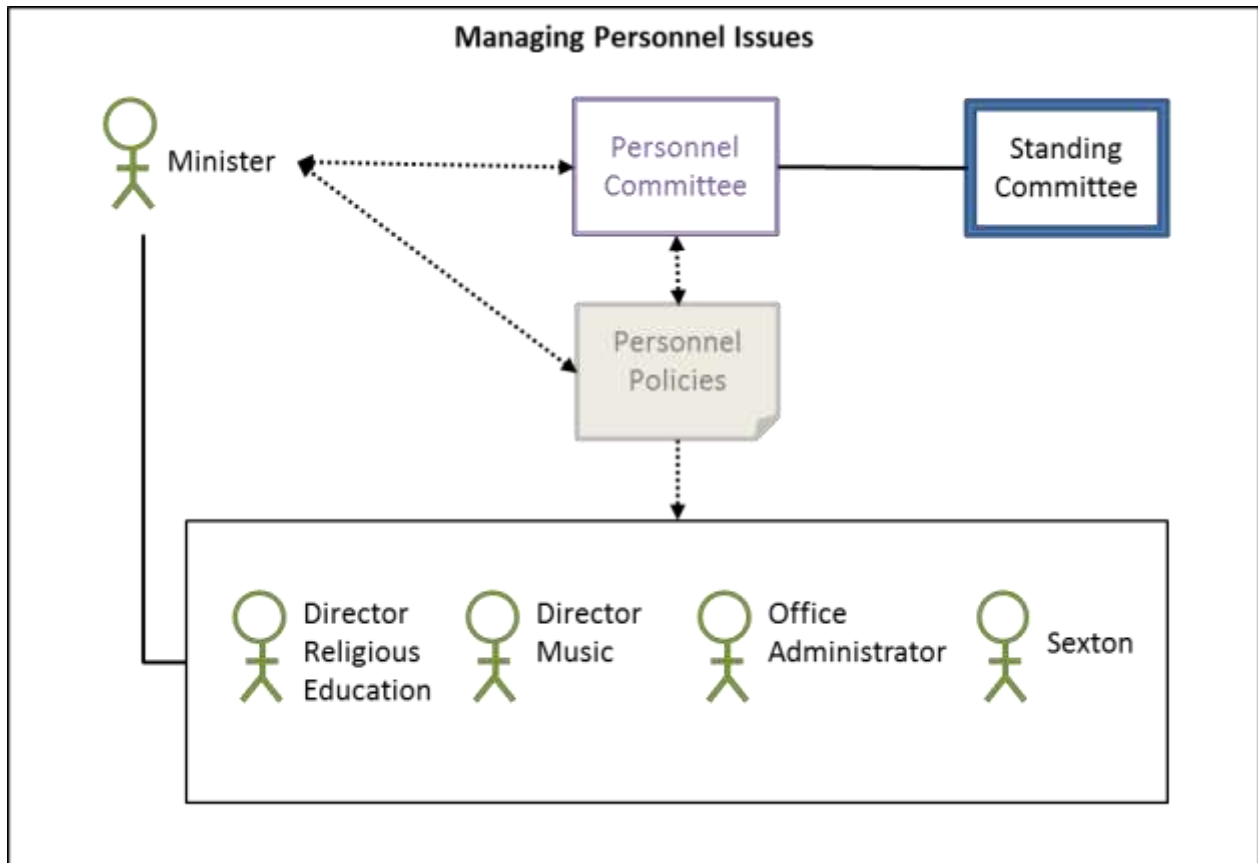 Managing Personnel Issues
Minister
Personnel
Committee
Standing
Committee
Personnel
Policies
Director
Religious
Education
Director
Music
Office
Administrator
Sexton